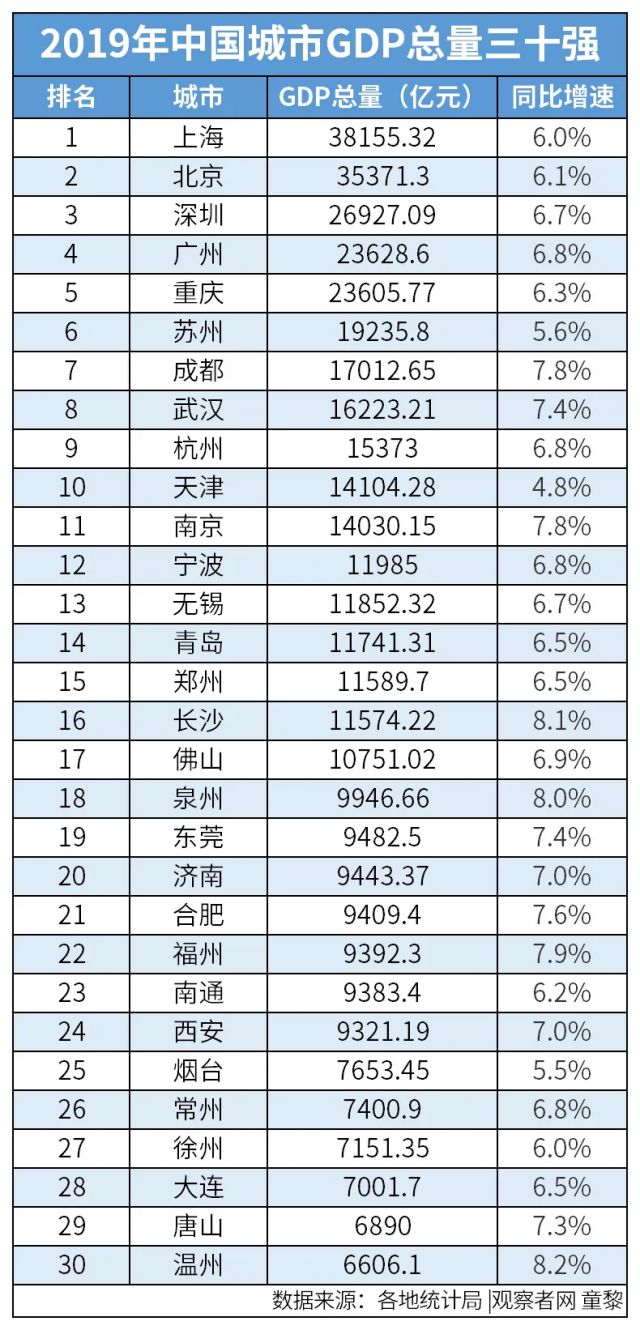 2019年中国城市GDP总量三十强
排名 城市 GDP总量（亿元） 同比增速
1 上海 38155.32 6.0%
2 北京 35371.3 6.1%
3 深圳 26927.09 6.7%
4 广州 23628.6 6.8%
5 重庆 23605.77 6.3%
6 苏州 19235.8 5.6%
7 成都 17012.65 7.8%
8 武汉 16223.21 7.4%
9 杭州 15373 6.8%
10 天津 14104.28 4.8%
11 南京 14030.15 7.8%
12 宁波 11985 6.8%
13 无锡 11852.32 6.7%
14 青岛 11741.31 6.5%
15 郑州 11589.7 6.5%
16 长沙 11574.22 8.1%
17 佛山 10751.02 6.9%
18 泉州 9946.66 8.0%
19 东莞 9482.5 7.4%
20 济南 9443.37 7.0%
21 合肥 9409.4 7.6%
22 福州 9392.3 7.9%
23 南通 9383.4 6.2%
24 西安 9321.19 7.0%
25 烟台 7653.45 5.5%
26 常州 7400.9 6.8%
27 徐州 7151.35 6.0%
28 大连 7001.7 6.5%
29 唐山 6890 7.3%
30 温州 6606.1 8.2%
数据来源：各地统计局 |观察者网 童黎